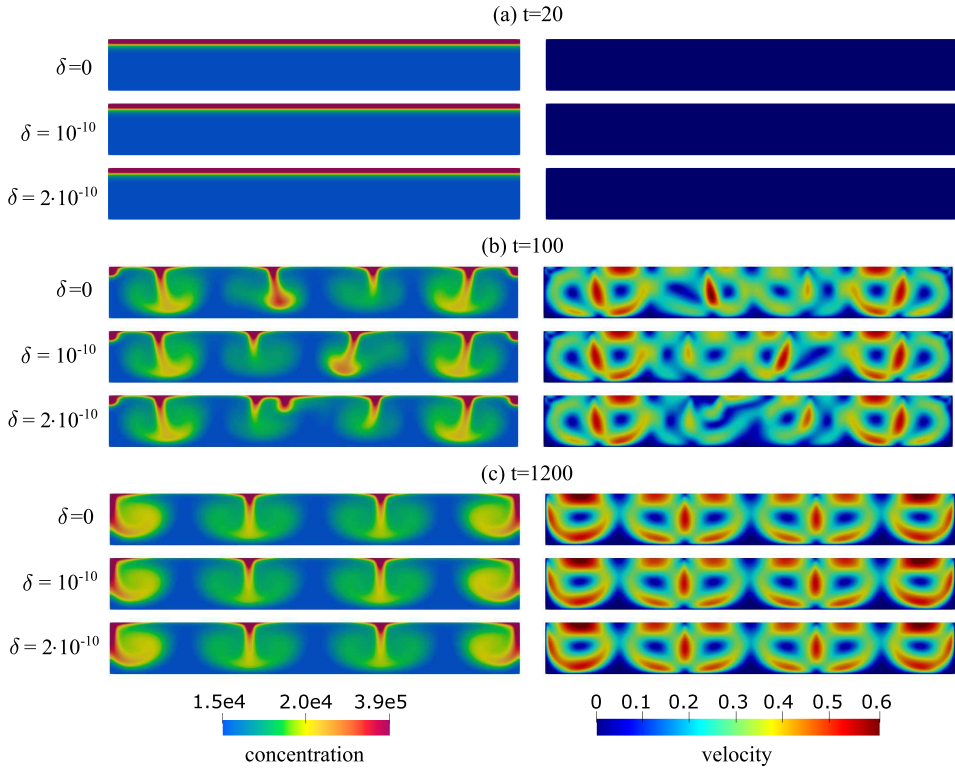 (a) t=20
δ=0
δ = 10⁻¹⁰
δ = 2·10⁻¹⁰
(b) t=100
δ=0
δ = 10⁻¹⁰
δ = 2·10⁻¹⁰
(c) t=1200
δ=0
δ = 10⁻¹⁰
δ = 2·10⁻¹⁰
1.5e4 2.0e4 3.9e5
concentration
0 0.1 0.2 0.3 0.4 0.5 0.6
velocity